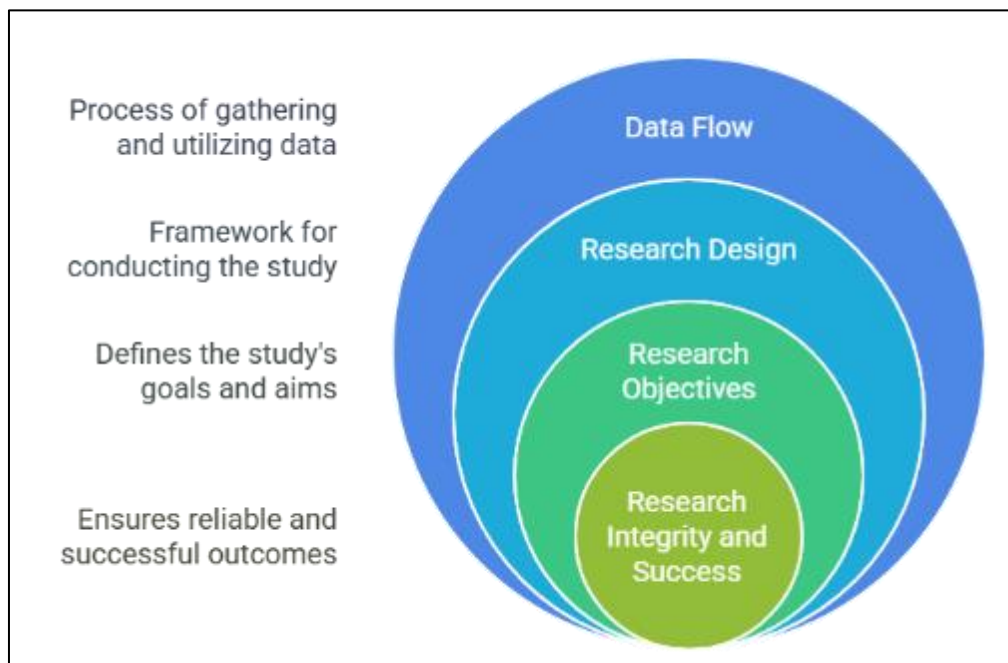 Process of gathering
and utilizing data
Data Flow
Framework for
conducting the study
Research Design
Defines the study's
goals and aims
Research
Objectives
Ensures reliable and
successful outcomes
Research
Integrity and
Success